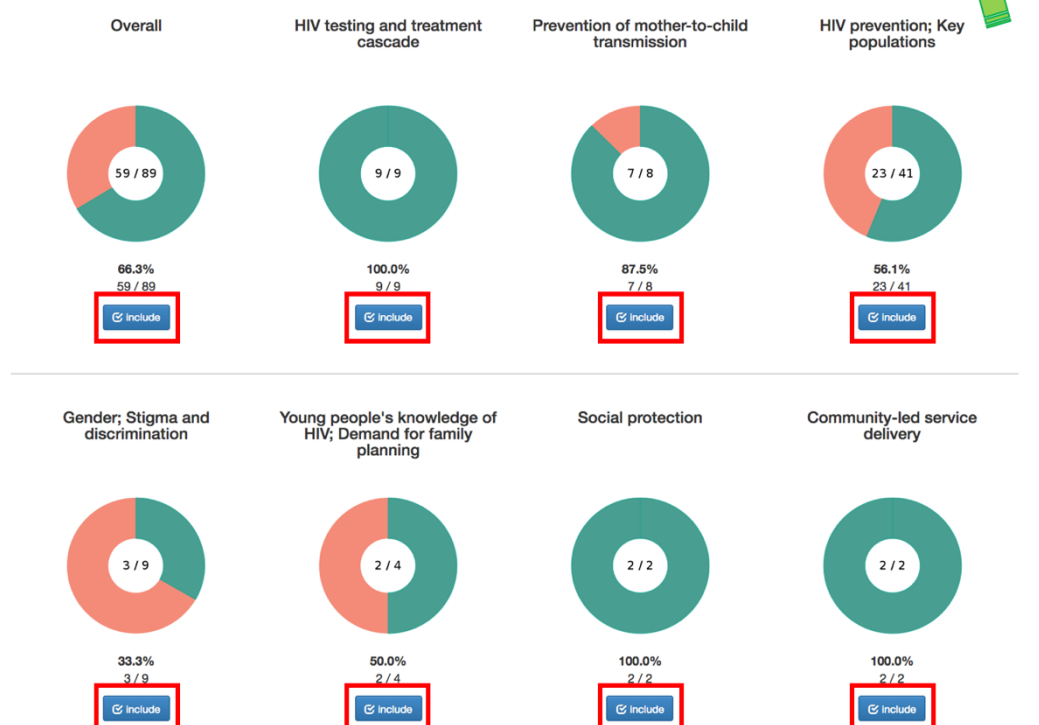 Overall
HIV testing and treatment
cascade
Prevention of mother-to-child
transmission
HIV prevention; Key
populations
59 / 89
9 / 9
7 / 8
23 / 41
66.3%
59 / 89
include
100.0%
9 / 9
include
87.5%
7 / 8
include
56.1%
23 / 41
include
Gender; Stigma and
discrimination
Young people's knowledge of
HIV; Demand for family
planning
Social protection
Community-led service
delivery
3 / 9
2 / 4
2 / 2
2 / 2
33.3%
3 / 9
include
50.0%
2 / 4
include
100.0%
2 / 2
include
100.0%
2 / 2
include